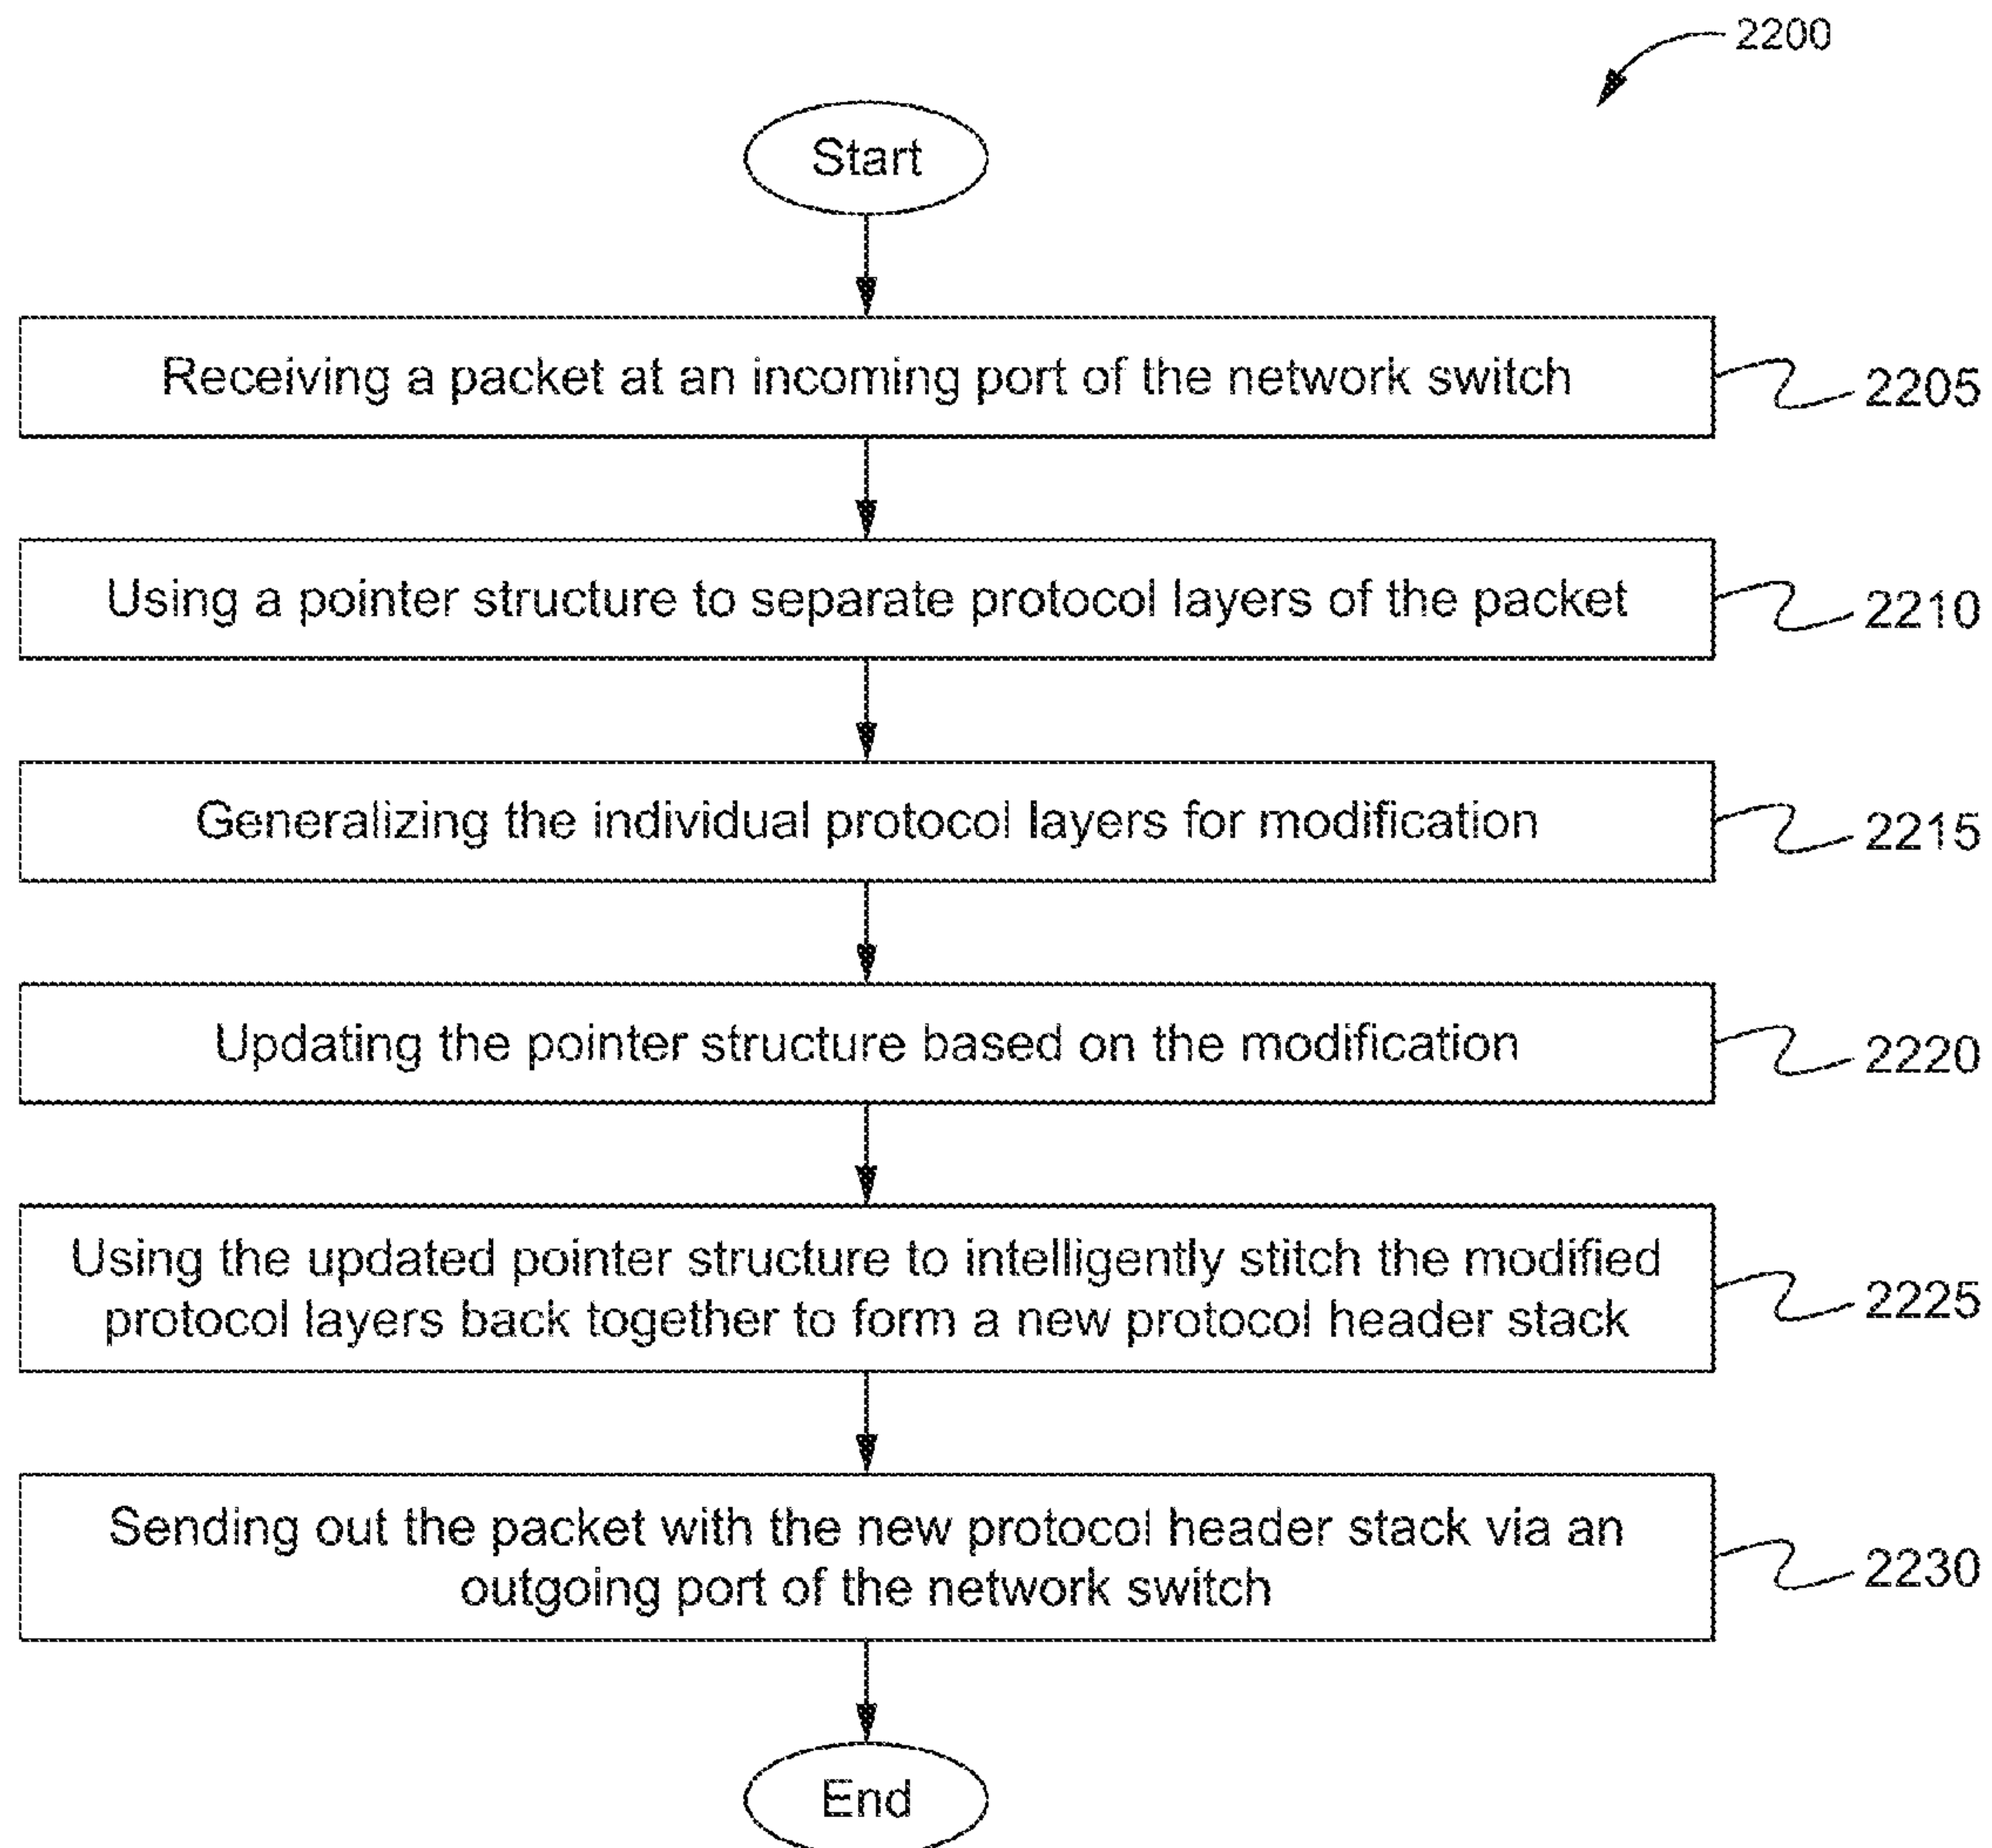 2200
Start
Receiving a packet at an incoming port of the network switch
2205
Using a pointer structure to separate protocol layers of the packet
2210
Generalizing the individual protocol layers for modification
2215
Updating the pointer structure based on the modification
2220
Using the updated pointer structure to intelligently stitch the modified
protocol layers back together to form a new protocol header stack
2225
Sending out the packet with the new protocol header stack via an
outgoing port of the network switch
2230
End